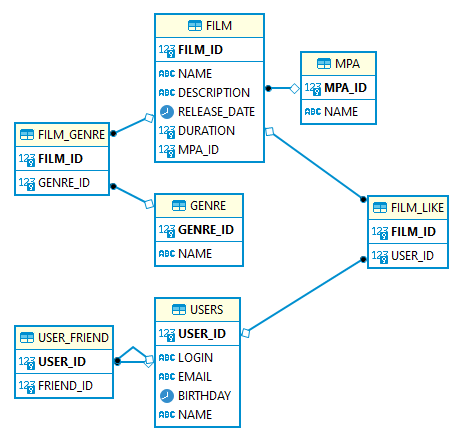 FILM
123 FILM_ID
ABC NAME
ABC DESCRIPTION
RELEASE_DATE
123 DURATION
123 MPA_ID
MPA
123 MPA_ID
ABC NAME
FILM_GENRE
123 FILM_ID
123 GENRE_ID
GENRE
123 GENRE_ID
ABC NAME
FILM_LIKE
123 FILM_ID
123 USER_ID
USERS
123 USER_ID
ABC LOGIN
ABC EMAIL
BIRTHDAY
ABC NAME
USER_FRIEND
123 USER_ID
123 FRIEND_ID